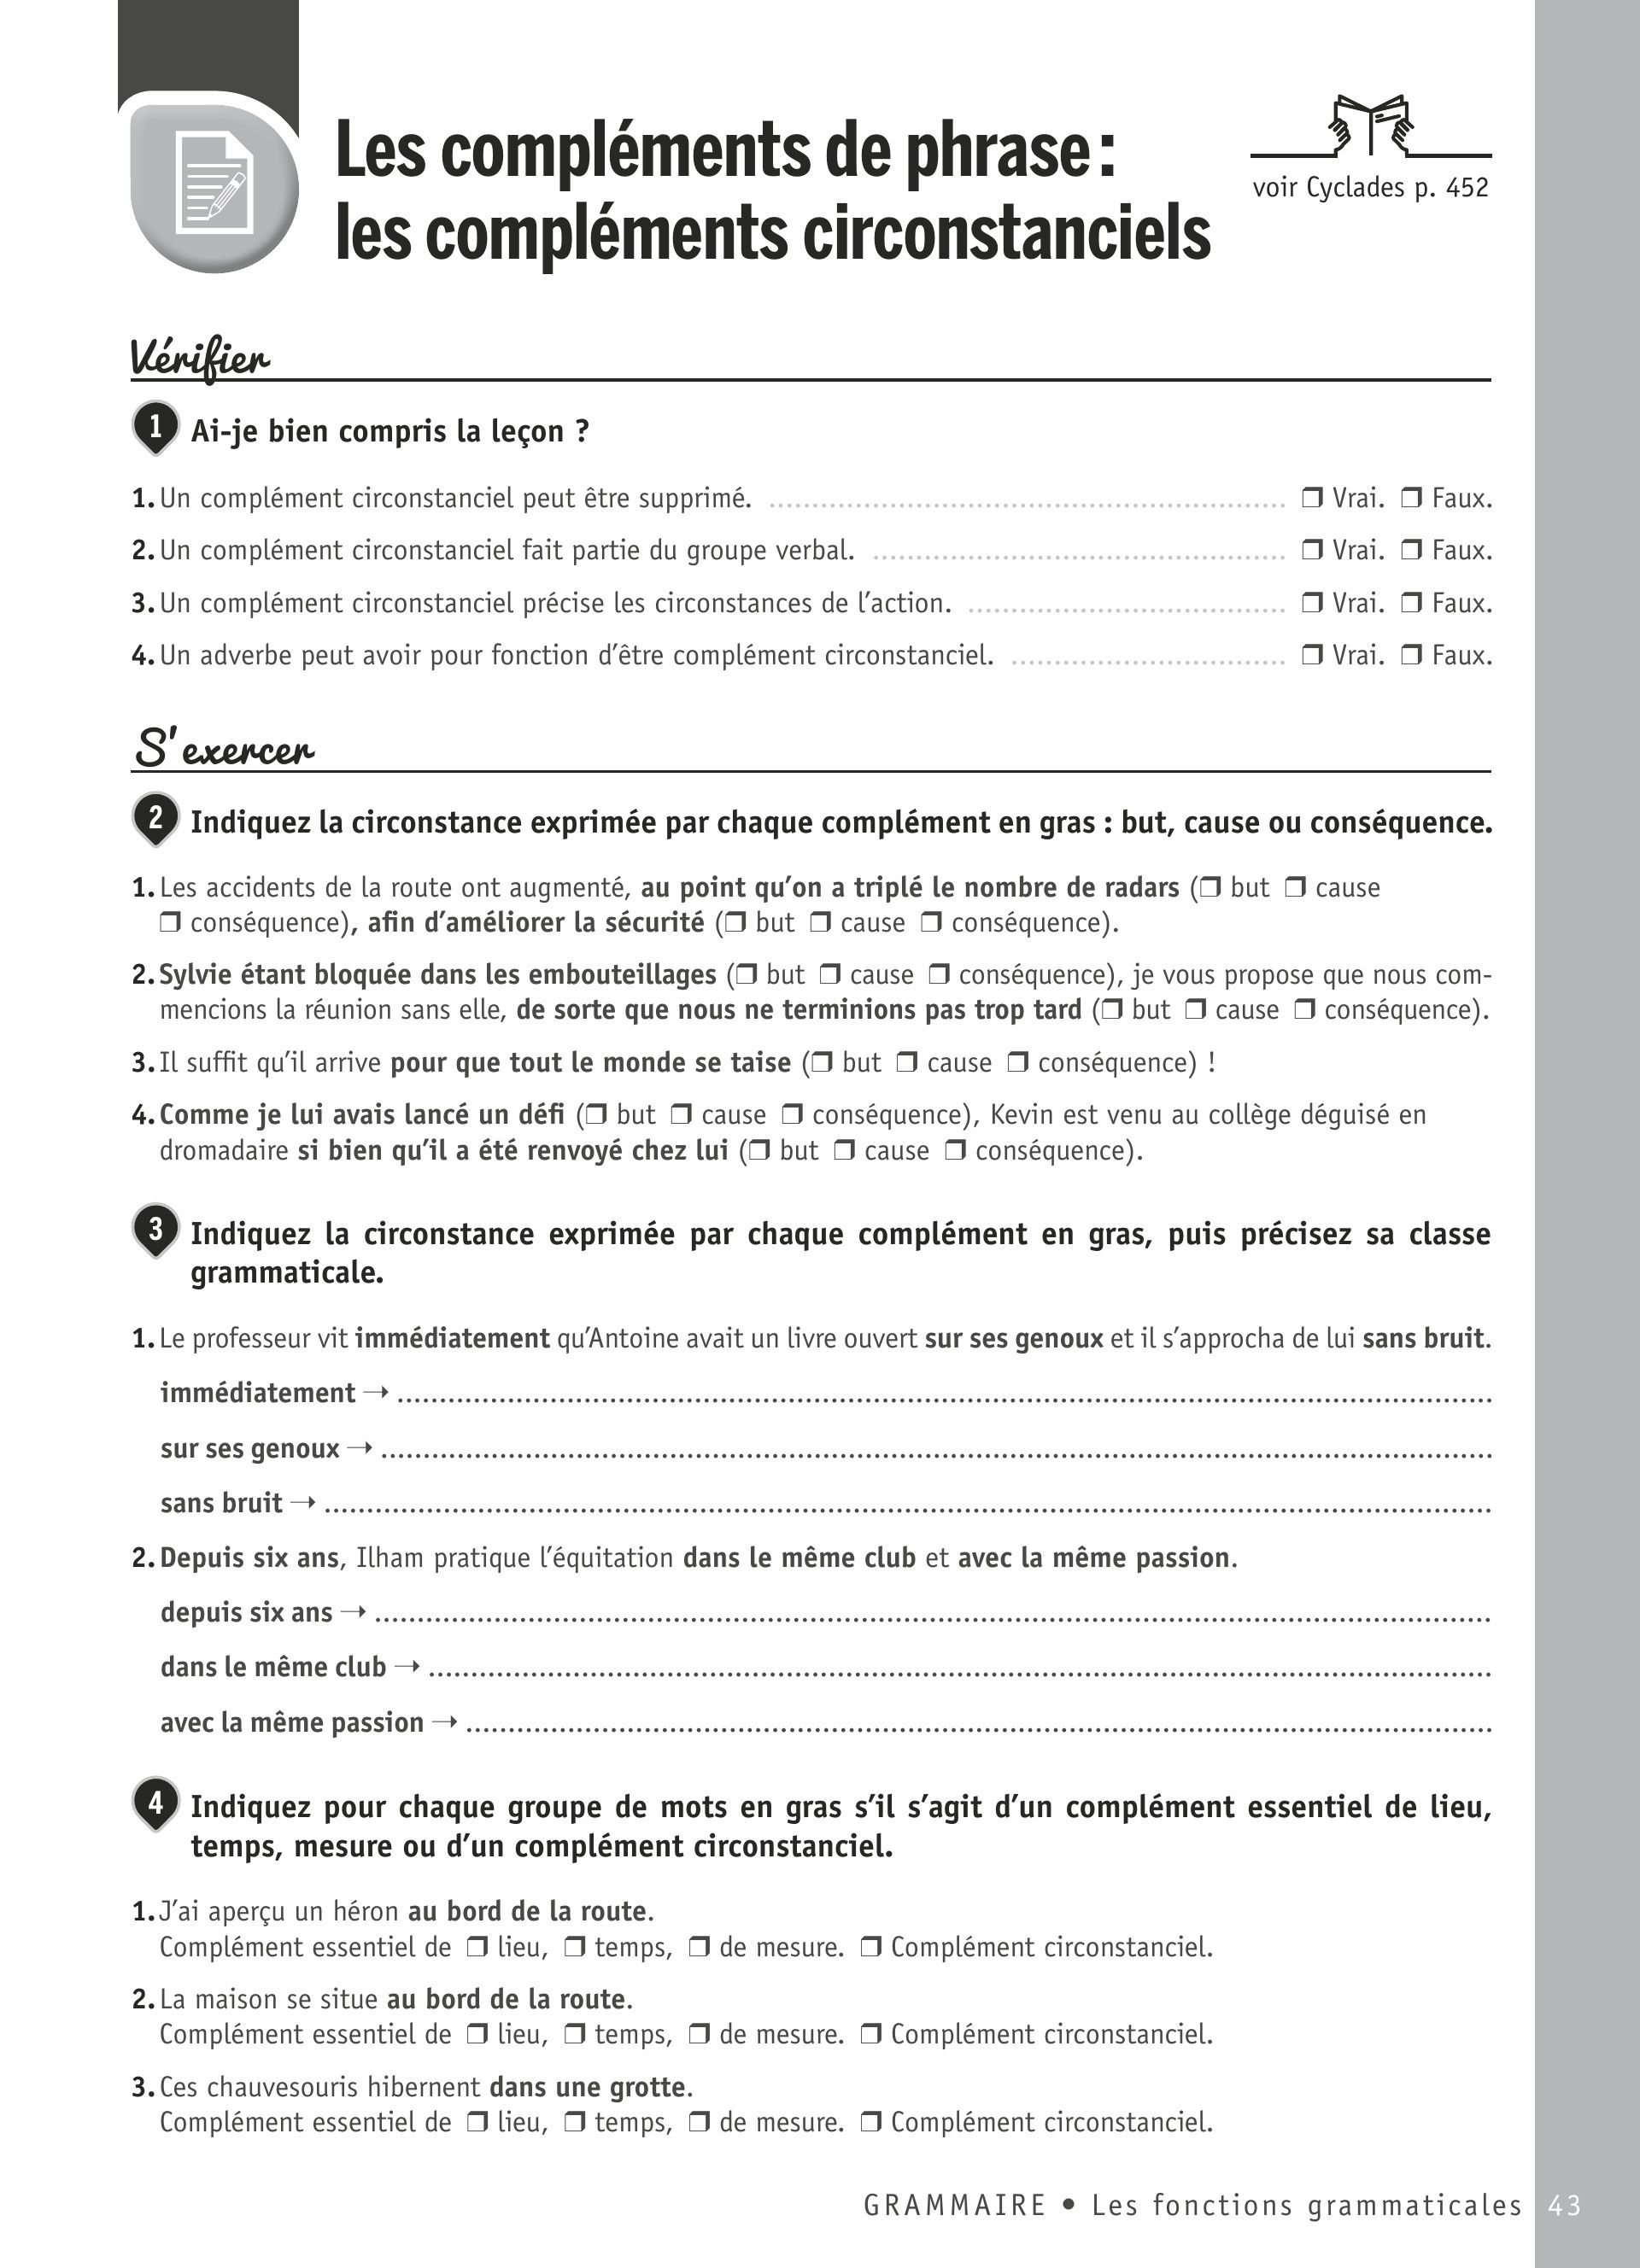 Les compléments de phrase :
les compléments circonstanciels
voir Cyclades p. 452
Vérifier
1 Ai-je bien compris la leçon ?
1. Un complément circonstanciel peut être supprimé. ............................................................ ❒ Vrai. ❒ Faux.
2. Un complément circonstanciel fait partie du groupe verbal. ................................................ ❒ Vrai. ❒ Faux.
3. Un complément circonstanciel précise les circonstances de l’action. ..................................... ❒ Vrai. ❒ Faux.
4. Un adverbe peut avoir pour fonction d’être complément circonstanciel. ................................ ❒ Vrai. ❒ Faux.
S’exercer
2 Indiquez la circonstance exprimée par chaque complément en gras : but, cause ou conséquence.
1. Les accidents de la route ont augmenté, au point qu’on a triplé le nombre de radars (❒ but ❒ cause
❒ conséquence), afin d’améliorer la sécurité (❒ but ❒ cause ❒ conséquence).
2. Sylvie étant bloquée dans les embouteillages (❒ but ❒ cause ❒ conséquence), je vous propose que nous com-
mencions la réunion sans elle, de sorte que nous ne terminions pas trop tard (❒ but ❒ cause ❒ conséquence).
3. Il suffit qu’il arrive pour que tout le monde se taise (❒ but ❒ cause ❒ conséquence) !
4. Comme je lui avais lancé un défi (❒ but ❒ cause ❒ conséquence), Kevin est venu au collège déguisé en
dromadaire si bien qu’il a été renvoyé chez lui (❒ but ❒ cause ❒ conséquence).
3 Indiquez la circonstance exprimée par chaque complément en gras, puis précisez sa classe
grammaticale.
1. Le professeur vit immédiatement qu’Antoine avait un livre ouvert sur ses genoux et il s’approcha de lui sans bruit.
immédiatement → ....................................................................................................
sur ses genoux → ....................................................................................................
sans bruit → ....................................................................................................
2. Depuis six ans, Ilham pratique l’équitation dans le même club et avec la même passion.
depuis six ans → ....................................................................................................
dans le même club → ....................................................................................................
avec la même passion → ....................................................................................................
4 Indiquez pour chaque groupe de mots en gras s’il s’agit d’un complément essentiel de lieu,
temps, mesure ou d’un complément circonstanciel.
1. J’ai aperçu un héron au bord de la route.
Complément essentiel de ❒ lieu, ❒ temps, ❒ de mesure. ❒ Complément circonstanciel.
2. La maison se situe au bord de la route.
Complément essentiel de ❒ lieu, ❒ temps, ❒ de mesure. ❒ Complément circonstanciel.
3. Ces chauvesouris hibernent dans une grotte.
Complément essentiel de ❒ lieu, ❒ temps, ❒ de mesure. ❒ Complément circonstanciel.
GRAMMAIRE • Les fonctions grammaticales 43